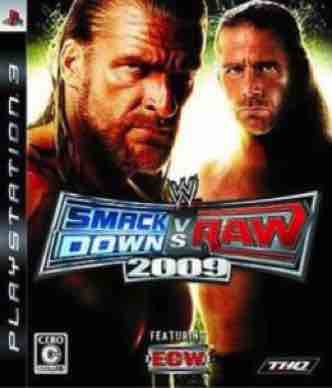 PLAYSTATION 3
W
SMACK
DOWN
VS
RAW
2009
FEATURING
ECW
CERO
C
THQ